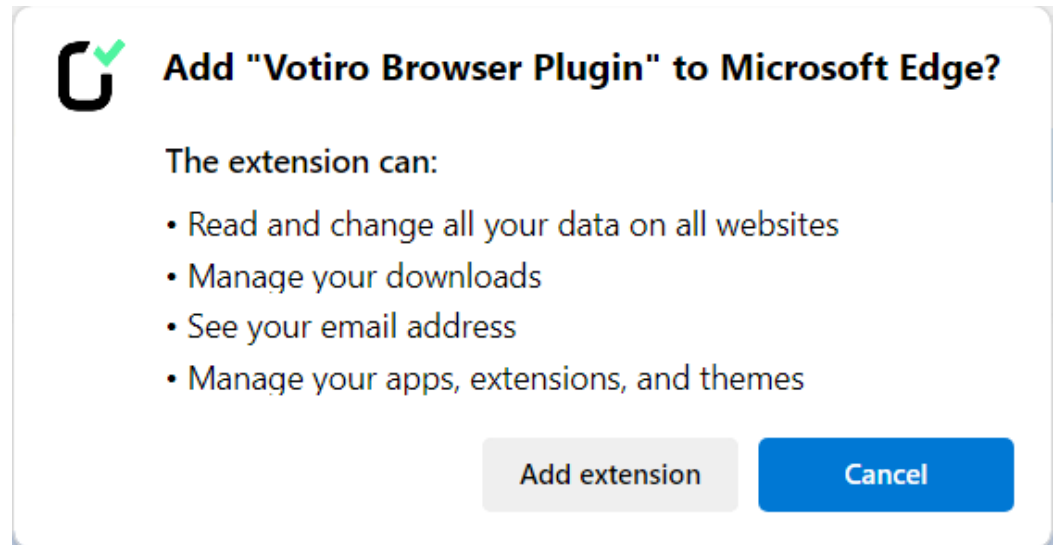 Add "Votiro Browser Plugin" to Microsoft Edge?
The extension can:
• Read and change all your data on all websites
• Manage your downloads
• See your email address
• Manage your apps, extensions, and themes
Add extension
Cancel